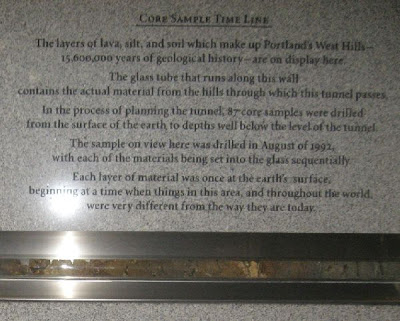 Core Sample Time Line
The layers of lava, silt, and soil which make up Portland's West Hills—
15,600,000 years of geological history—are on display here.
The glass tube that runs along this wall
contains the actual material from the hills through which this tunnel passes.
In the process of planning the tunnel, 87 core samples were drilled
from the surface of the earth to depths well below the level of the tunnel.
The sample on view here was drilled in August of 1992,
with each of the materials being set into the glass sequentially.
Each layer of material was once at the earth's surface,
beginning at a time when things in this area, and throughout the world,
were very different from the way they are today.